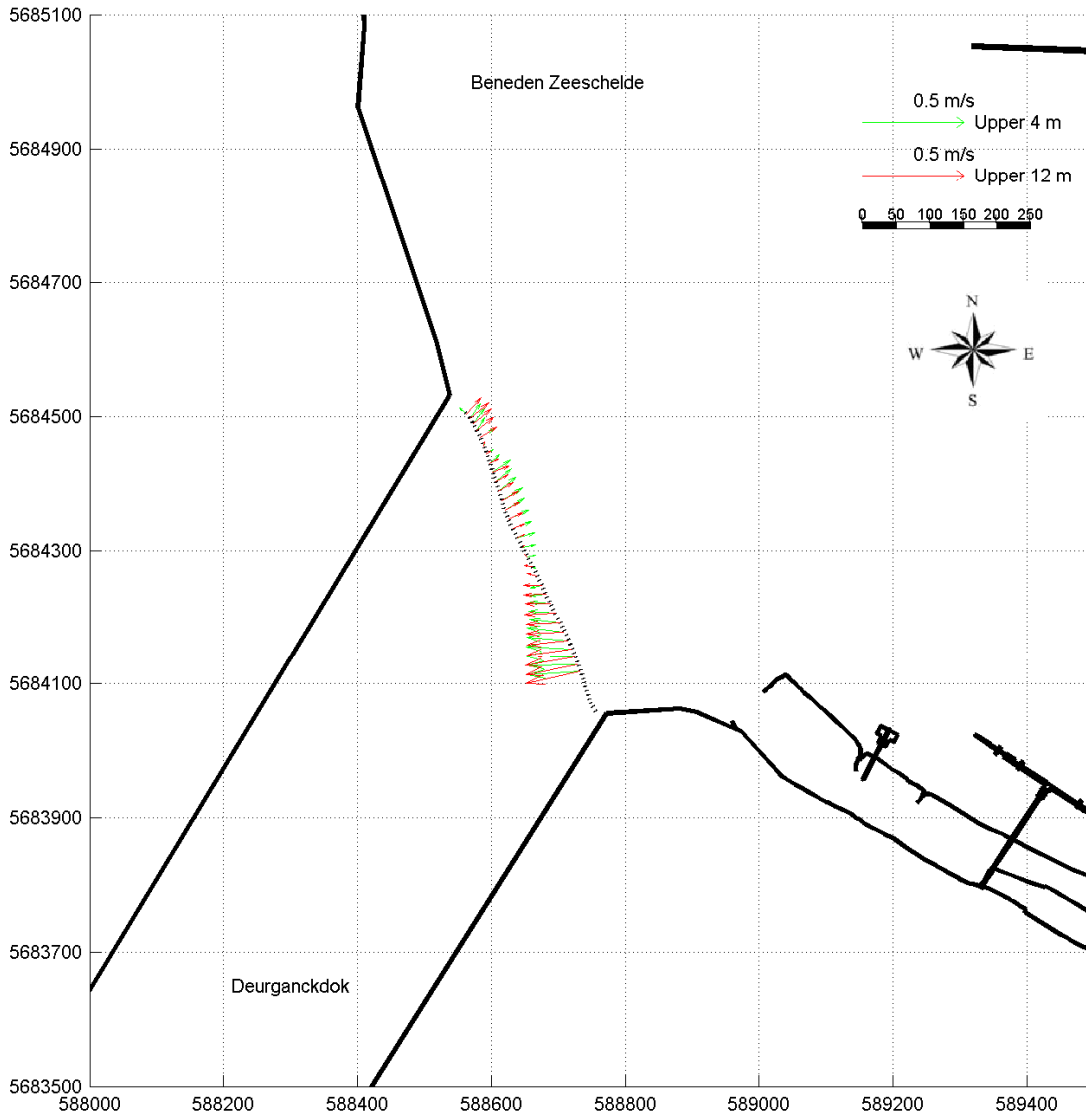 5685100
Beneden Zeeschelde
0.5 m/s
Upper 4 m
5684900
0.5 m/s
Upper 12 m
0 50 100 150 200 250
5684700
N
W E
S
5684500
5684300
5684100
5683900
5683700
Deurganckdok
5683500
588000 588200 588400 588600 588800 589000 589200 589400